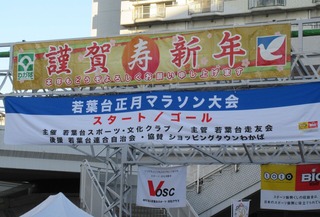 謹賀寿新年
本日もどうぞよろしくお願い申し上げます
若葉台正月マラソン大会
スタート/ゴール
主催 若葉台スポーツ・文化クラブ / 主管 若葉台走友会
後援 若葉台連合自治会・協賛 ショッピングタウンわかば
VOSC
toto
BIG